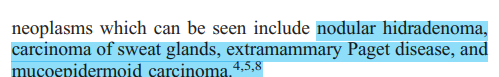 neoplasms which can be seen include nodular hidradenoma,
carcinoma of sweat glands, extramammary Paget disease, and
mucoepidermoid carcinoma.4,5,8